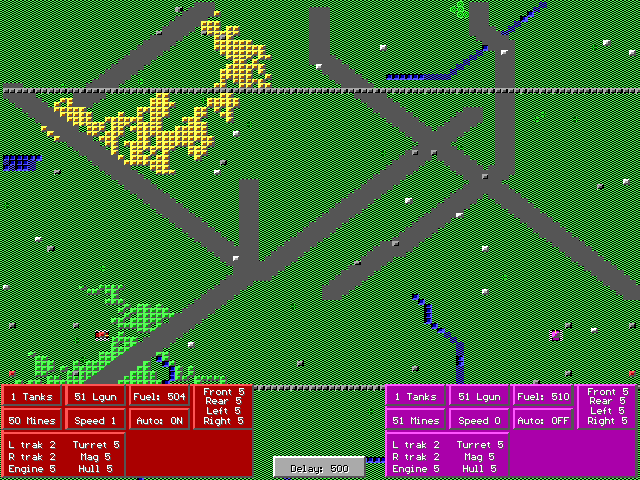 1 Tanks 51 Lgun Fuel: 504 Front 5
Rear 5
Left 5
Right 5
50 Mines Speed 1 Auto: ON
L trak 2 Turret 5
R trak 2 Mag 5
Engine 5 Hull 5
Delay: 500
1 Tanks 51 Lgun Fuel: 510 Front 5
Rear 5
Left 5
Right 5
51 Mines Speed 0 Auto: OFF
L trak 2 Turret 5
R trak 2 Mag 5
Engine 5 Hull 5